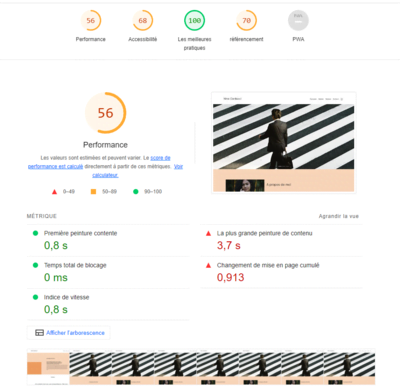 56 68 100 70
Performance Accessibilité Les meilleures pratiques référencement PWA
56
Performance
Les valeurs sont estimées et peuvent varier. Le score de
performance est calculé directement à partir de ces métriques. Voir
calculateur.
0–49 50–89 90–100
MÉTRIQUE Agrandir la vue
Première peinture contente La plus grande peinture de contenu
0,8 s 3,7 s
Temps total de blocage Changement de mise en page cumulé
0 ms 0,913
Indice de vitesse
0,8 s
Afficher l'arborescence